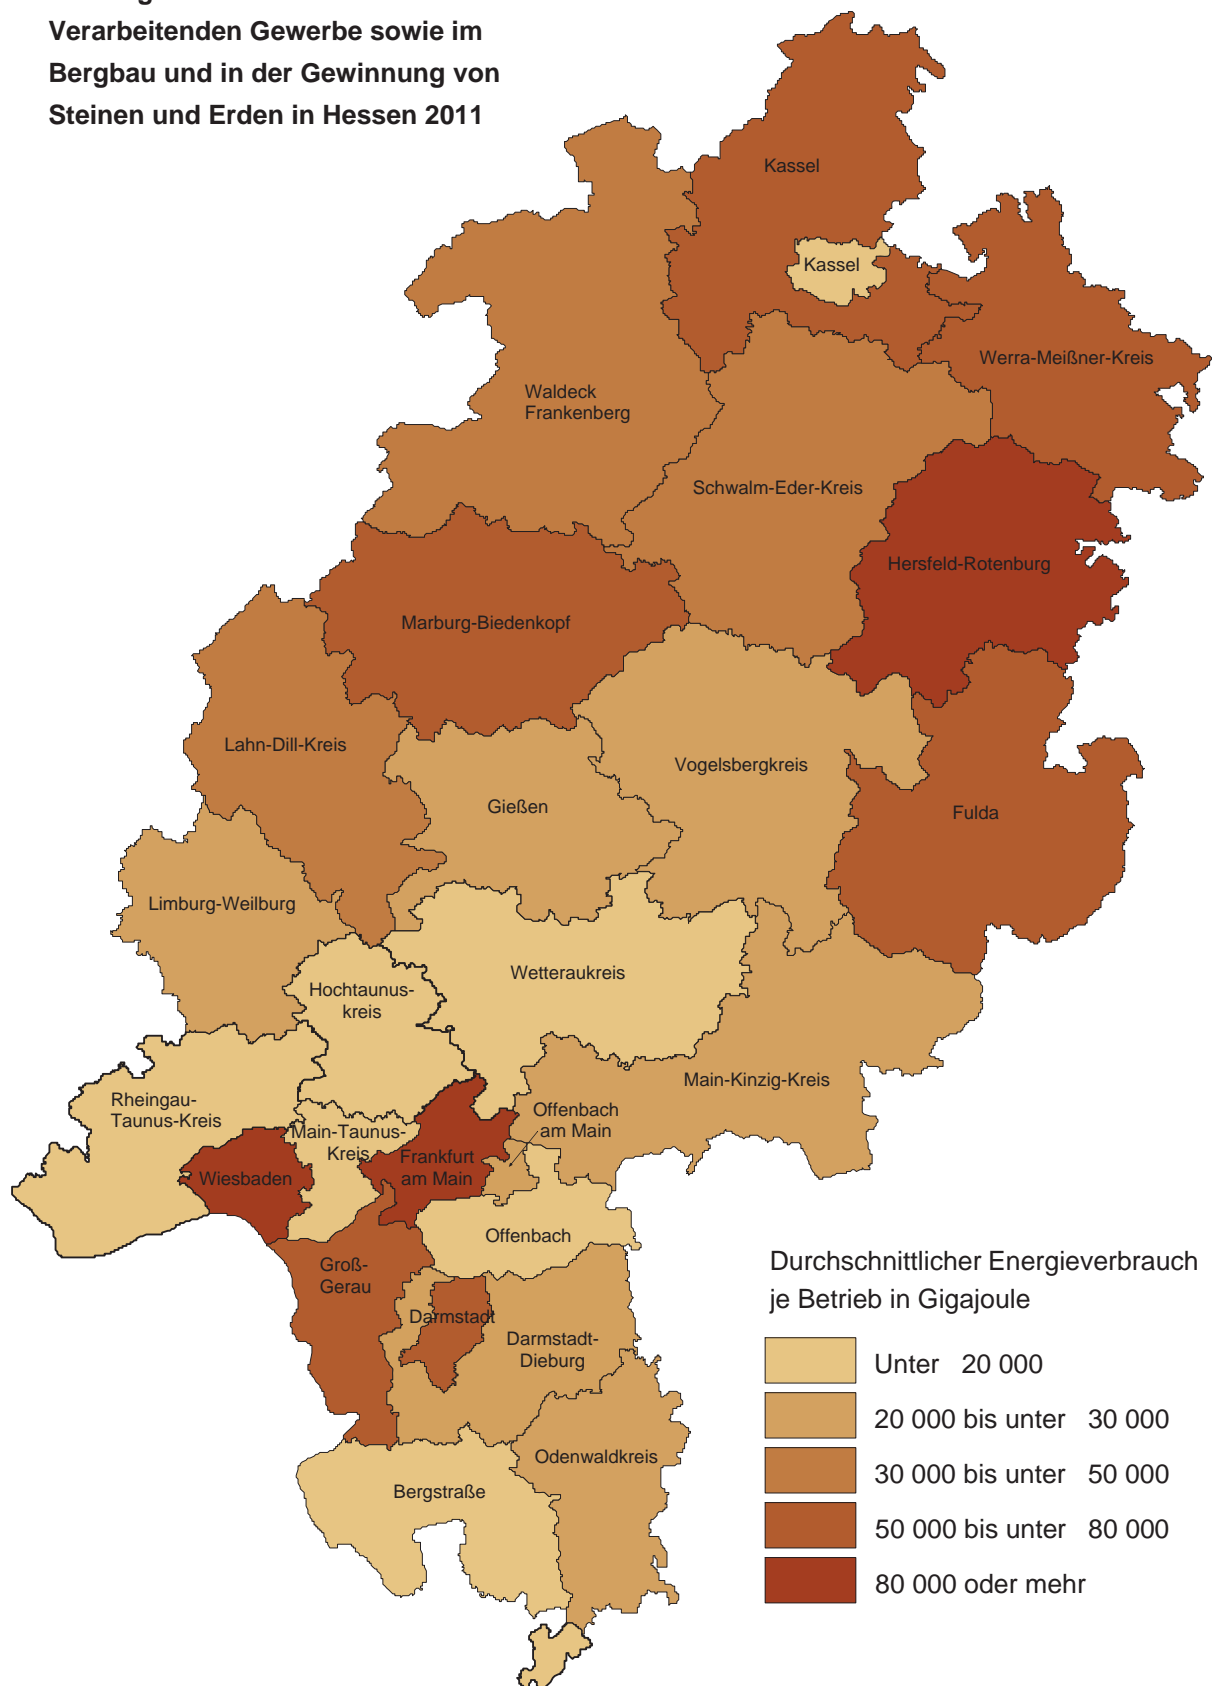 Verarbeitenden Gewerbe sowie im
Bergbau und in der Gewinnung von
Steinen und Erden in Hessen 2011
Kassel
Kassel
Werra-Meißner-Kreis
Waldeck
Frankenberg
Schwalm-Eder-Kreis
Hersfeld-Rotenburg
Marburg-Biedenkopf
Lahn-Dill-Kreis
Vogelsbergkreis
Gießen
Fulda
Limburg-Weilburg
Wetteraukreis
Hochtaunus-
kreis
Main-Kinzig-Kreis
Rheingau-
Taunus-Kreis
Offenbach
am Main
Main-Taunus-
Kreis
Frankfurt
am Main
Wiesbaden
Offenbach
Groß-
Gerau
Darmstadt
Darmstadt-
Dieburg
Odenwaldkreis
Bergstraße
Durchschnittlicher Energieverbrauch
je Betrieb in Gigajoule
Unter 20 000
20 000 bis unter 30 000
30 000 bis unter 50 000
50 000 bis unter 80 000
80 000 oder mehr